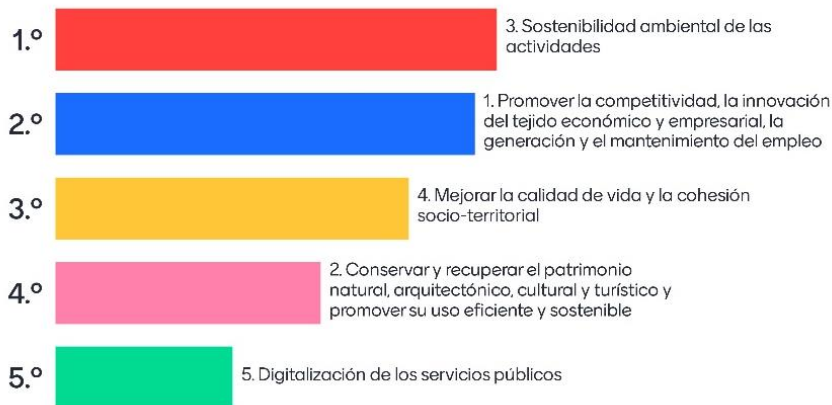 1.º
3. Sostenibilidad ambiental de las
actividades
2.º
1. Promover la competitividad, la innovación
del tejido económico y empresarial, la
generación y el mantenimiento del empleo
3.º
4. Mejorar la calidad de vida y la cohesión
socio-territorial
4.º
2. Conservar y recuperar el patrimonio
natural, arquitectónico, cultural y turístico y
promover su uso eficiente y sostenible
5.º
5. Digitalización de los servicios públicos